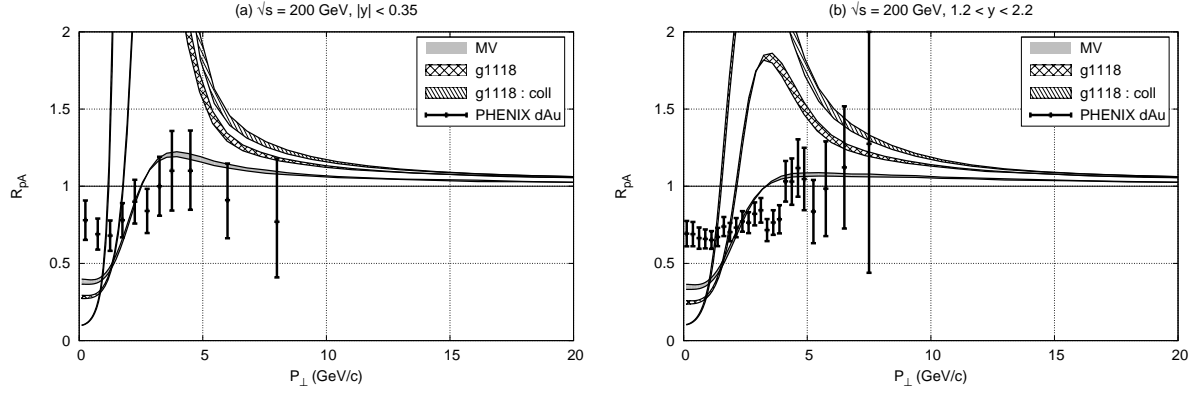 (a) √s = 200 GeV, |y| < 0.35
2
1.5
1
0.5
0
R_pA
MV
g1118
g1118 : coll
PHENIX dAu
0 5 10 15 20
P_⊥ (GeV/c)
(b) √s = 200 GeV, 1.2 < y < 2.2
2
1.5
1
0.5
0
R_pA
MV
g1118
g1118 : coll
PHENIX dAu
0 5 10 15 20
P_⊥ (GeV/c)